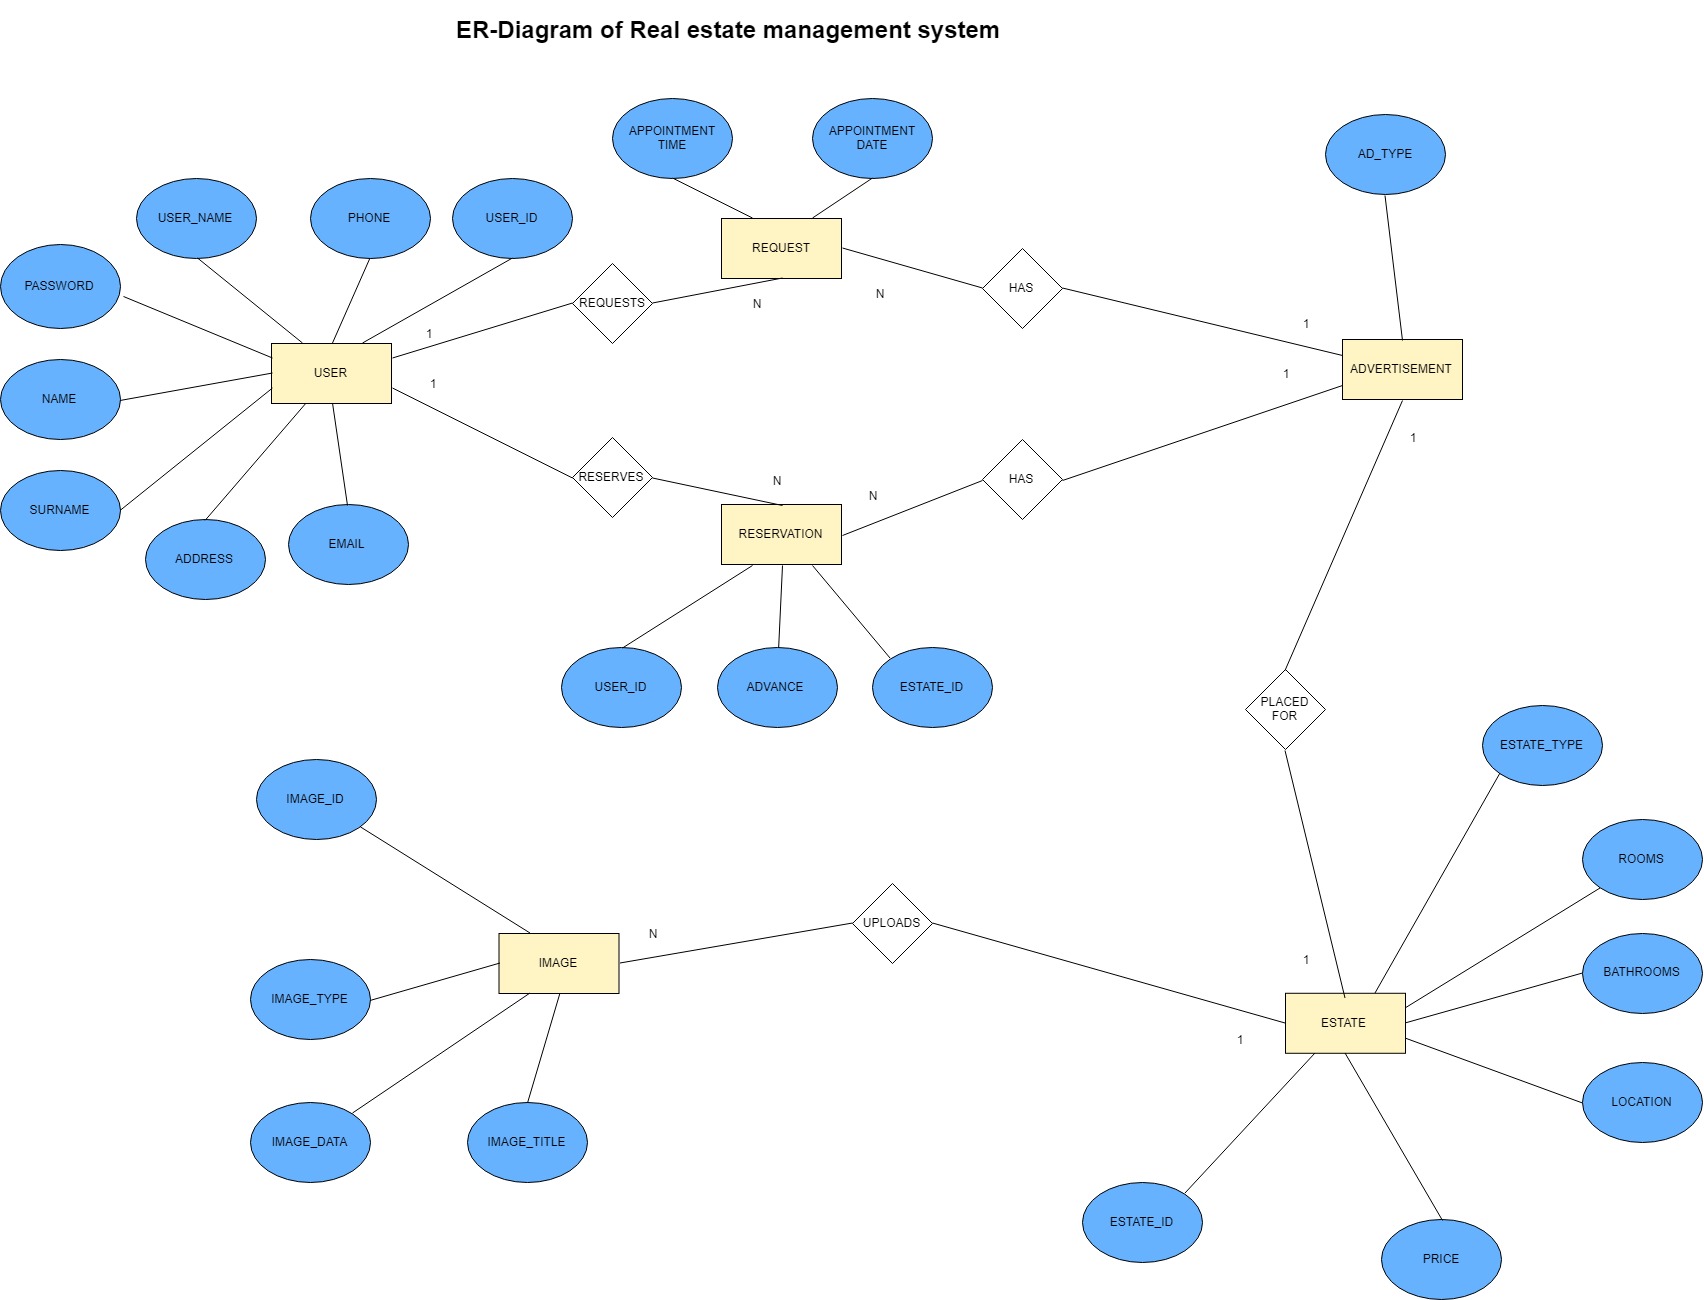 ER-Diagram of Real estate management system
APPOINTMENT
TIME
APPOINTMENT
DATE
AD_TYPE
USER_NAME
PHONE
USER_ID
REQUEST
PASSWORD
HAS
REQUESTS
N
N
1
1
USER
1
1
ADVERTISEMENT
NAME
1
RESERVES
N
HAS
N
SURNAME
RESERVATION
EMAIL
ADDRESS
USER_ID
ADVANCE
ESTATE_ID
PLACED
FOR
ESTATE_TYPE
IMAGE_ID
ROOMS
UPLOADS
N
IMAGE
1
BATHROOMS
IMAGE_TYPE
ESTATE
1
LOCATION
IMAGE_DATA
IMAGE_TITLE
ESTATE_ID
PRICE